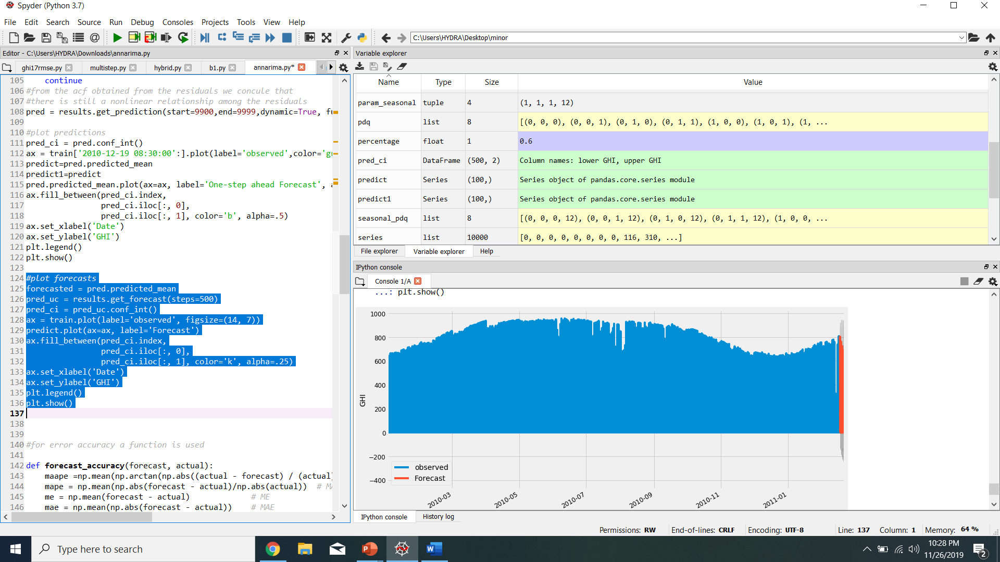 Spyder (Python 3.7)
File Edit Search Source Run Debug Consoles Projects Tools View Help
C:\Users\HYDRA\Desktop\minor
Editor - C:\Users\HYDRA\Downloads\annarima.py
ghi17rmse.py multistep.py hybrid.py b1.py annarima.py*
105     continue
106 #from the acf obtained from the residuals we concule that
107 #there is still a nonlinear relationship among the residuals
108 pred = results.get_prediction(start=9900,end=9999,dynamic=True, fu
109
110 #plot predictions
111 pred_ci = pred.conf_int()
112 ax = train['2010-12-19 08:30:00':].plot(label='observed',color='gr
113 predict=pred.predicted_mean
114 predict1=predict
115 pred.predicted_mean.plot(ax=ax, label='One-step ahead Forecast', a
116 ax.fill_between(pred_ci.index,
117                 pred_ci.iloc[:, 0],
118                 pred_ci.iloc[:, 1], color='b', alpha=.5)
119 ax.set_xlabel('Date')
120 ax.set_ylabel('GHI')
121 plt.legend()
122 plt.show()
123
124 #plot forecasts
125 forecasted = pred.predicted_mean
126 pred_uc = results.get_forecast(steps=500)
127 pred_ci = pred_uc.conf_int()
128 ax = train.plot(label='observed', figsize=(14, 7))
129 predict.plot(ax=ax, label='Forecast')
130 ax.fill_between(pred_ci.index,
131                 pred_ci.iloc[:, 0],
132                 pred_ci.iloc[:, 1], color='k', alpha=.25)
133 ax.set_xlabel('Date')
134 ax.set_ylabel('GHI')
135 plt.legend()
136 plt.show()
137
138
139
140 #for error accuracy a function is used
141
142 def forecast_accuracy(forecast, actual):
143     maape =np.mean(np.arctan(np.abs((actual - forecast) / (actual
144     mape = np.mean(np.abs(forecast - actual)/np.abs(actual))  # MA
145     me = np.mean(forecast - actual)             # ME
146     mae = np.mean(np.abs(forecast - actual))    # MAE
Variable explorer
Name Type Size Value
param_seasonal tuple 4 (1, 1, 1, 12)
pdq list 8 [(0, 0, 0), (0, 0, 1), (0, 1, 0), (0, 1, 1), (1, 0, 0), (1, 0, 1), (1, ...
percentage float 1 0.6
pred_ci DataFrame (500, 2) Column names: lower GHI, upper GHI
predict Series (100,) Series object of pandas.core.series module
predict1 Series (100,) Series object of pandas.core.series module
seasonal_pdq list 8 [(0, 0, 0, 12), (0, 0, 1, 12), (0, 1, 0, 12), (0, 1, 1, 12), (1, 0, 0, ...
series list 10000 [0, 0, 0, 0, 0, 0, 0, 0, 116, 310, ...]
File explorer Variable explorer Help
IPython console
Console 1/A
...: plt.show()
1000
800
600
400
200
0
−200
−400
GHI
observed
Forecast
2010-03 2010-05 2010-07 2010-09 2010-11 2011-01
IPython console History log
Permissions: RW End-of-lines: CRLF Encoding: UTF-8 Line: 137 Column: 1 Memory: 64 %
Type here to search
10:28 PM
11/26/2019
2